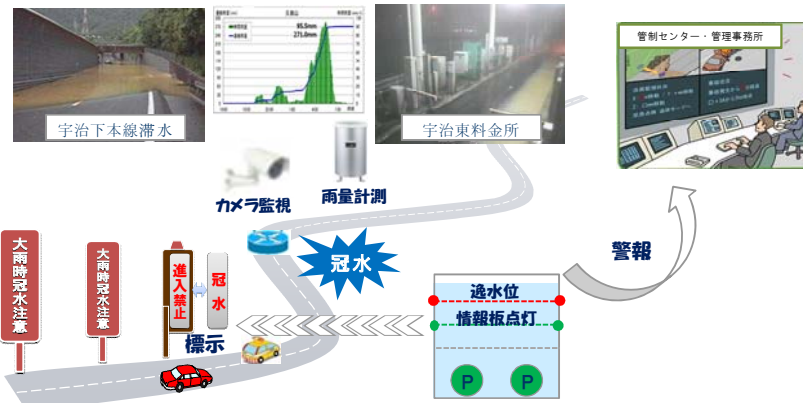 95.5mm
271.0mm
宇治下本線滞水
宇治東料金所
管制センター・管理事務所
カメラ監視
雨量計測
大雨時冠水注意
大雨時冠水注意
進入禁止
冠水
標示
冠水
警報
逸水位
情報板点灯
P
P